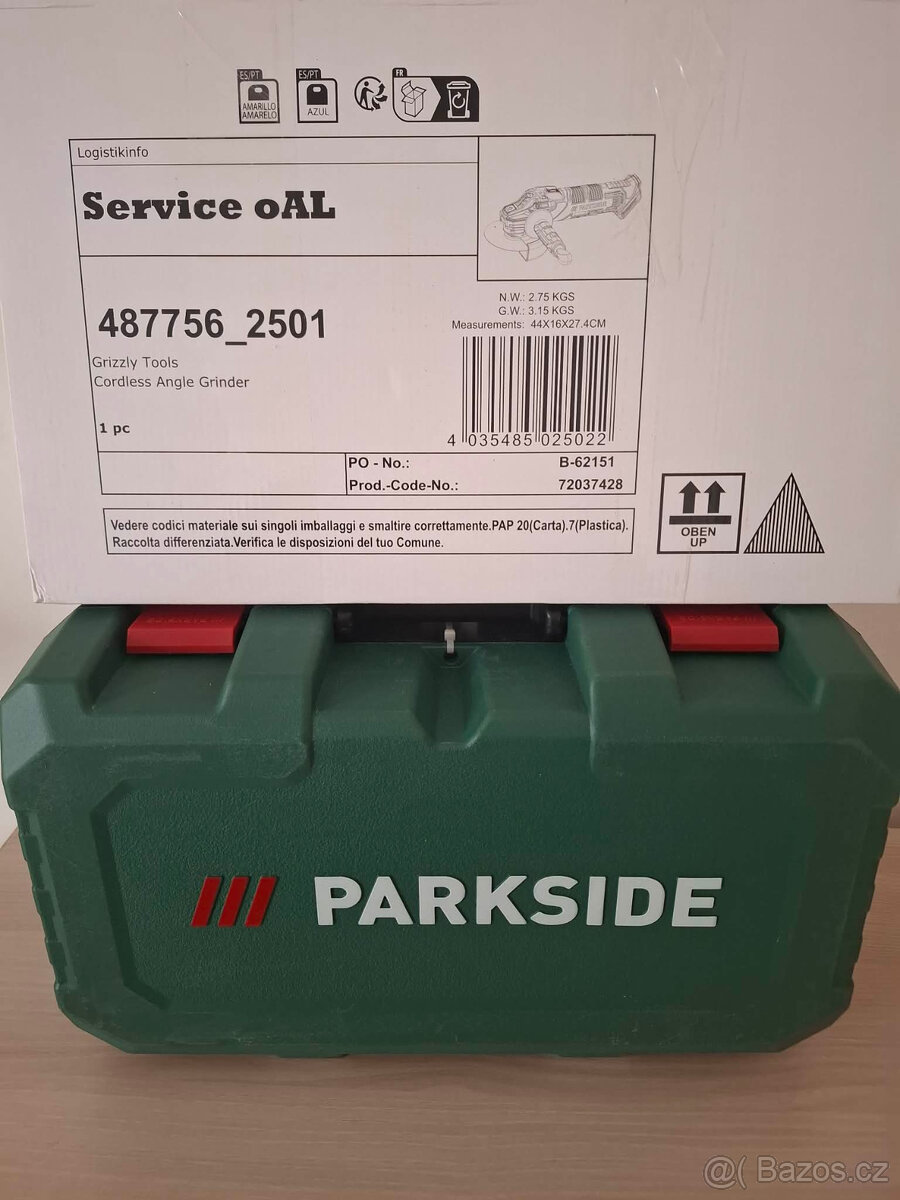 ES/PT
AMARILLO
AMARELO
ES/PT
AZUL
FR
Logistikinfo
Service oAL
487756_2501
Grizzly Tools
Cordless Angle Grinder
1 pc
N.W.: 2.75 KGS
G.W.: 3.15 KGS
Measurements: 44X16X27.4CM
4 035485 025022
PO - No.: B-62151
Prod.-Code-No.: 72037428
Vedere codici materiale sui singoli imballaggi e smaltire correttamente.PAP 20(Carta).7(Plastica).
Raccolta differenziata.Verifica le disposizioni del tuo Comune.
OBEN
UP
PARKSIDE
@( Bazos.cz